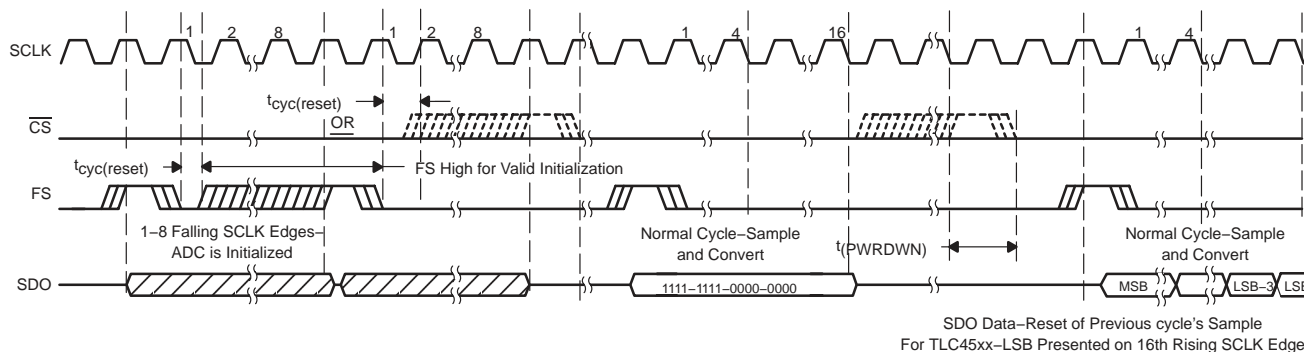 1 2 8 1 2 8 1 4 16 1 4
SCLK
tcyc(reset)
OR
CS
tcyc(reset)
FS High for Valid Initialization
FS
1–8 Falling SCLK Edges–
ADC is Initialized
Normal Cycle–Sample
and Convert
t(PWRDWN)
Normal Cycle–Sample
and Convert
SDO
1111–1111–0000–0000
MSB
LSB–3
LSB
SDO Data–Reset of Previous cycle's Sample
For TLC45xx–LSB Presented on 16th Rising SCLK Edge